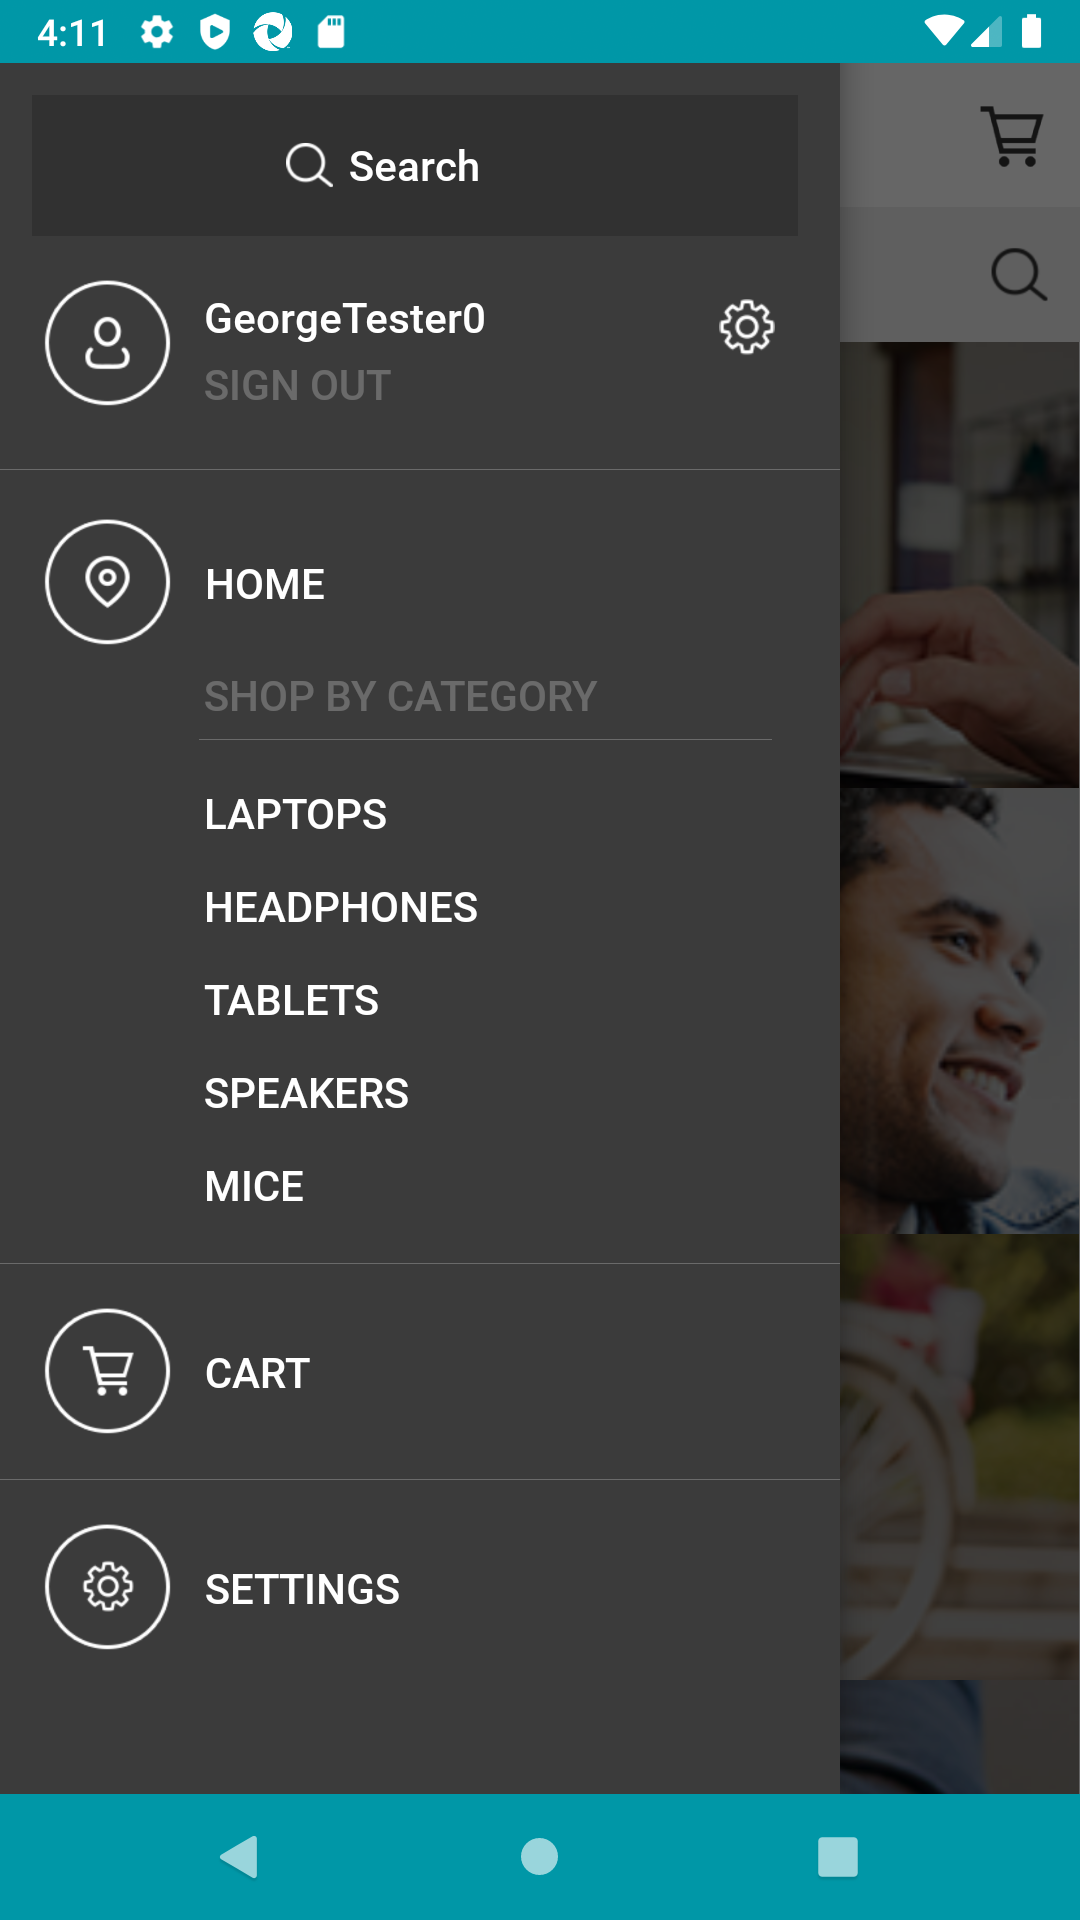 4:11
Search
GeorgeTester0
SIGN OUT
HOME
SHOP BY CATEGORY
LAPTOPS
HEADPHONES
TABLETS
SPEAKERS
MICE
CART
SETTINGS